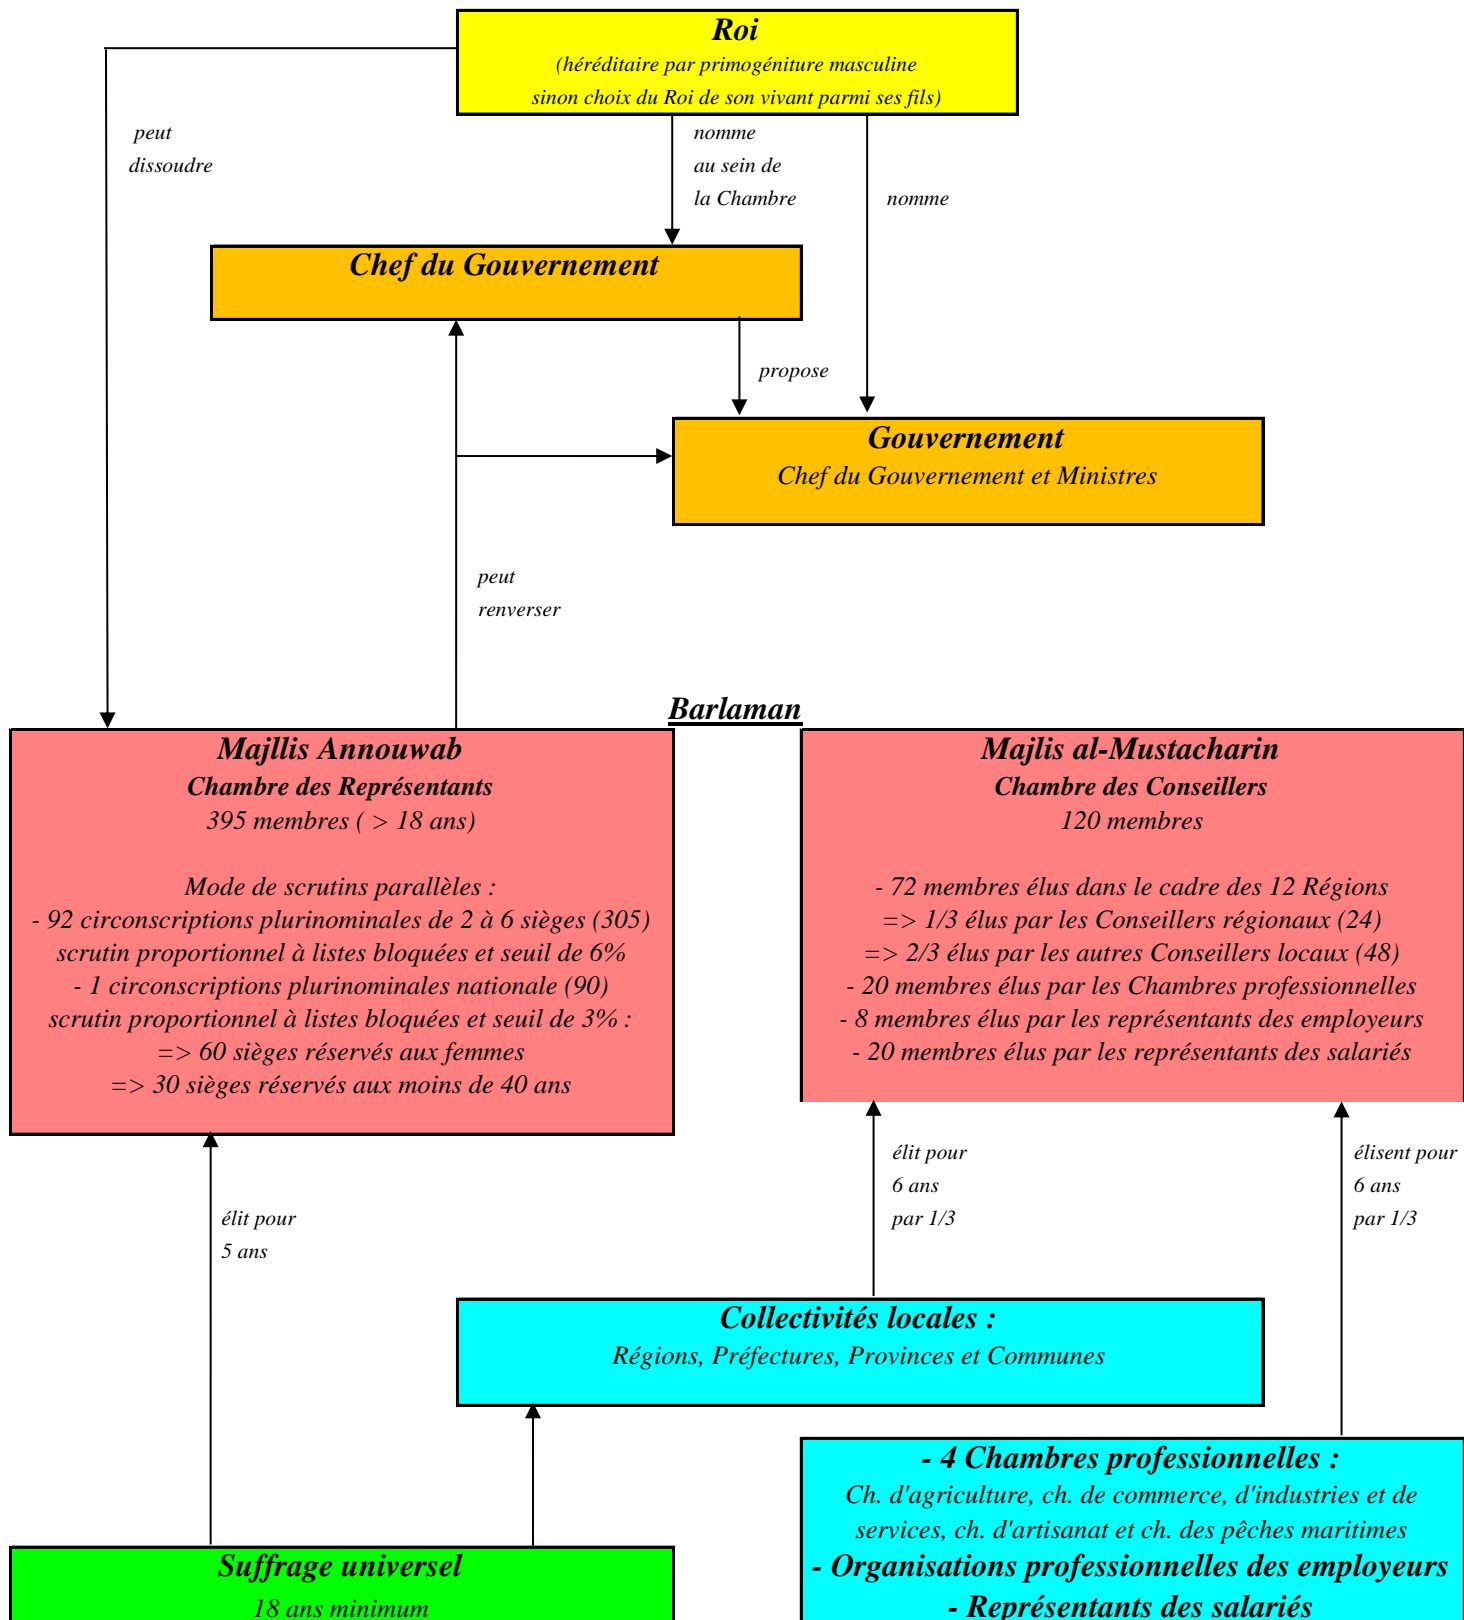 Roi
(héréditaire par primogéniture masculine
sinon choix du Roi de son vivant parmi ses fils)
peut
dissoudre
nomme
au sein de
la Chambre
nomme
Chef du Gouvernement
propose
Gouvernement
Chef du Gouvernement et Ministres
peut
renverser
Barlaman
Majllis Annouwab
Chambre des Représentants
395 membres ( > 18 ans)
Mode de scrutins parallèles :
- 92 circonscriptions plurinominales de 2 à 6 sièges (305)
scrutin proportionnel à listes bloquées et seuil de 6%
- 1 circonscriptions plurinominales nationale (90)
scrutin proportionnel à listes bloquées et seuil de 3% :
=> 60 sièges réservés aux femmes
=> 30 sièges réservés aux moins de 40 ans
Majlis al-Mustacharin
Chambre des Conseillers
120 membres
- 72 membres élus dans le cadre des 12 Régions
=> 1/3 élus par les Conseillers régionaux (24)
=> 2/3 élus par les autres Conseillers locaux (48)
- 20 membres élus par les Chambres professionnelles
- 8 membres élus par les représentants des employeurs
- 20 membres élus par les représentants des salariés
élit pour
5 ans
élit pour
6 ans
par 1/3
élisent pour
6 ans
par 1/3
Collectivités locales :
Régions, Préfectures, Provinces et Communes
- 4 Chambres professionnelles :
Ch. d'agriculture, ch. de commerce, d'industries et de
services, ch. d'artisanat et ch. des pêches maritimes
- Organisations professionnelles des employeurs
- Représentants des salariés
Suffrage universel
18 ans minimum